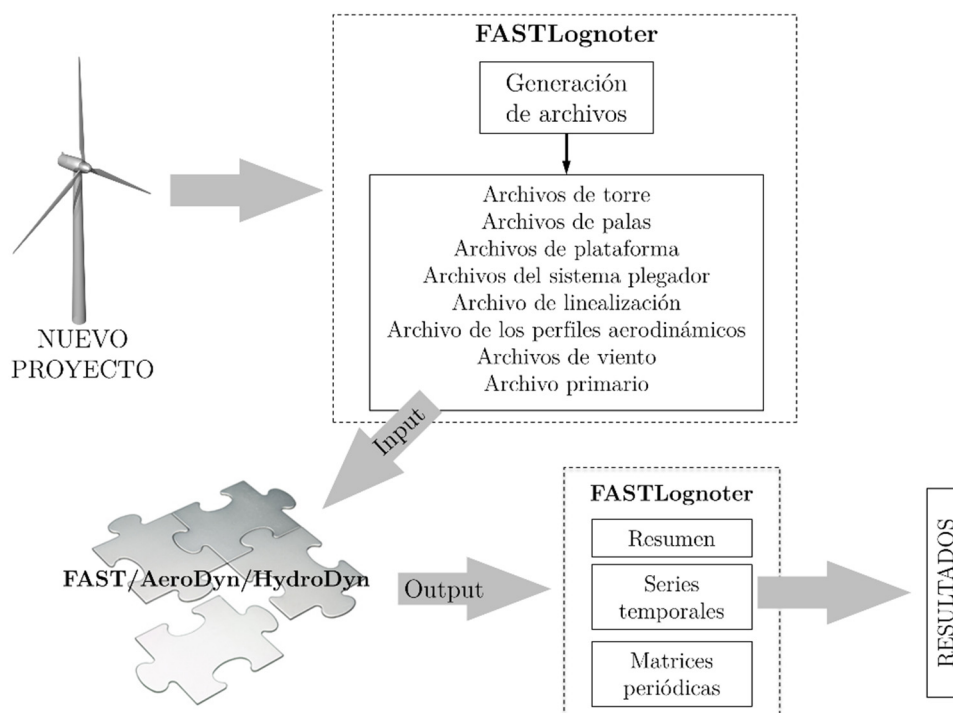 FASTLognoter
Generación
de archivos
Archivos de torre
Archivos de palas
Archivos de plataforma
Archivos del sistema plegador
Archivo de linealización
Archivo de los perfiles aerodinámicos
Archivos de viento
Archivo primario
NUEVO
PROYECTO
Input
FAST/AeroDyn/HydroDyn
Output
FASTLognoter
Resumen
Series
temporales
Matrices
periódicas
RESULTADOS